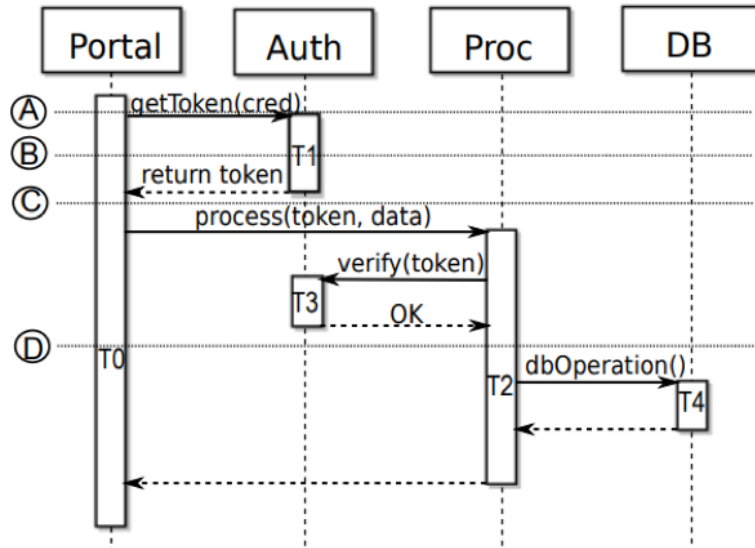 Portal Auth Proc DB
A getToken(cred)
B T1
return token
C
process(token, data)
verify(token)
T3
OK
D
T0 dbOperation()
T2 T4